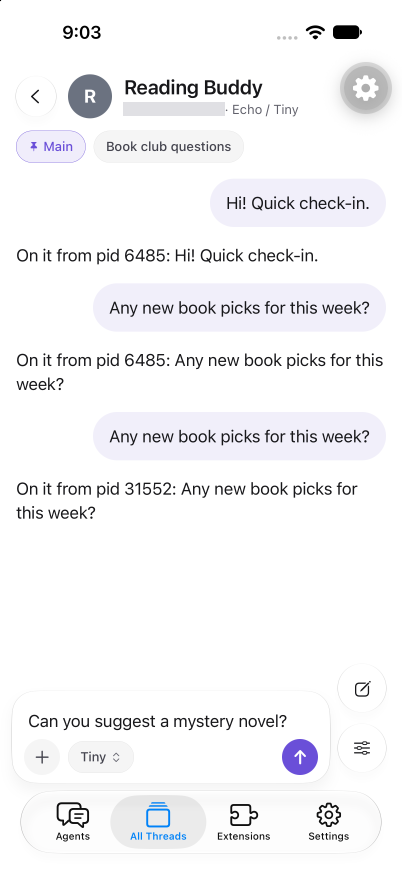 9:03
R
Reading Buddy
· Echo / Tiny
Main
Book club questions
Hi! Quick check-in.
On it from pid 6485: Hi! Quick check-in.
Any new book picks for this week?
On it from pid 6485: Any new book picks for this
week?
Any new book picks for this week?
On it from pid 31552: Any new book picks for
this week?
Can you suggest a mystery novel?
Tiny
Agents
All Threads
Extensions
Settings